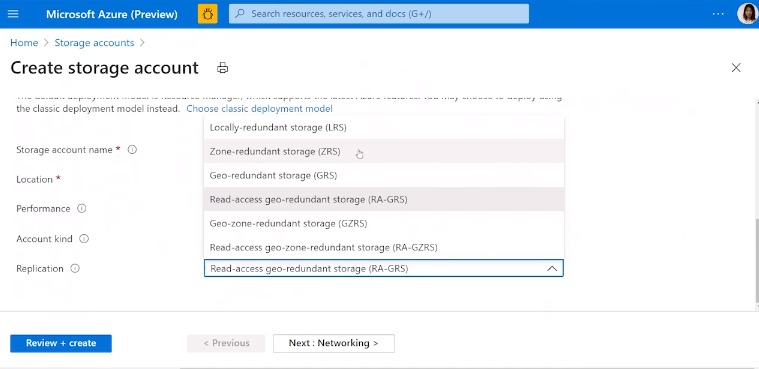 Microsoft Azure (Preview)
Search resources, services, and docs (G+/)
Home > Storage accounts >
Create storage account
The default deployment model is Resource Manager, which supports the latest Azure features. You may choose to deploy using
the classic deployment model instead. Choose classic deployment model
Locally-redundant storage (LRS)
Storage account name *
Zone-redundant storage (ZRS)
Location *
Geo-redundant storage (GRS)
Performance
Read-access geo-redundant storage (RA-GRS)
Geo-zone-redundant storage (GZRS)
Account kind
Read-access geo-zone-redundant storage (RA-GZRS)
Replication
Read-access geo-redundant storage (RA-GRS)
Review + create
< Previous
Next : Networking >